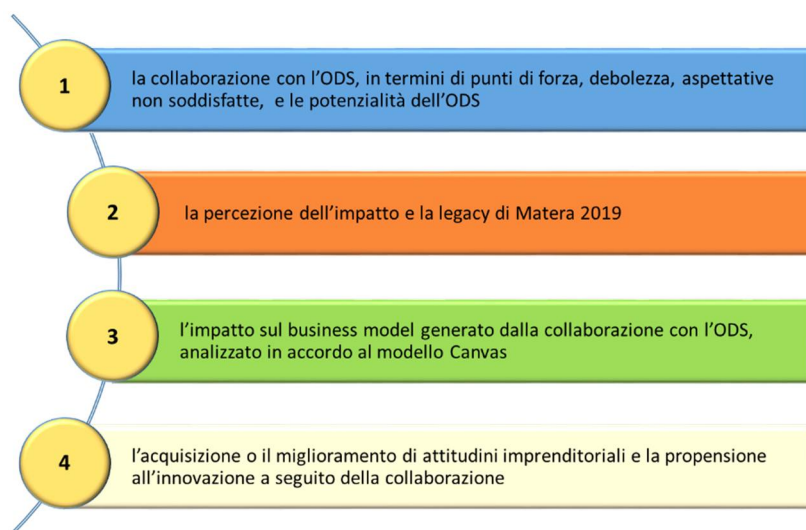 1
la collaborazione con l'ODS, in termini di punti di forza, debolezza, aspettative
non soddisfatte, e le potenzialità dell'ODS
2
la percezione dell'impatto e la legacy di Matera 2019
3
l'impatto sul business model generato dalla collaborazione con l'ODS,
analizzato in accordo al modello Canvas
4
l'acquisizione o il miglioramento di attitudini imprenditoriali e la propensione
all'innovazione a seguito della collaborazione